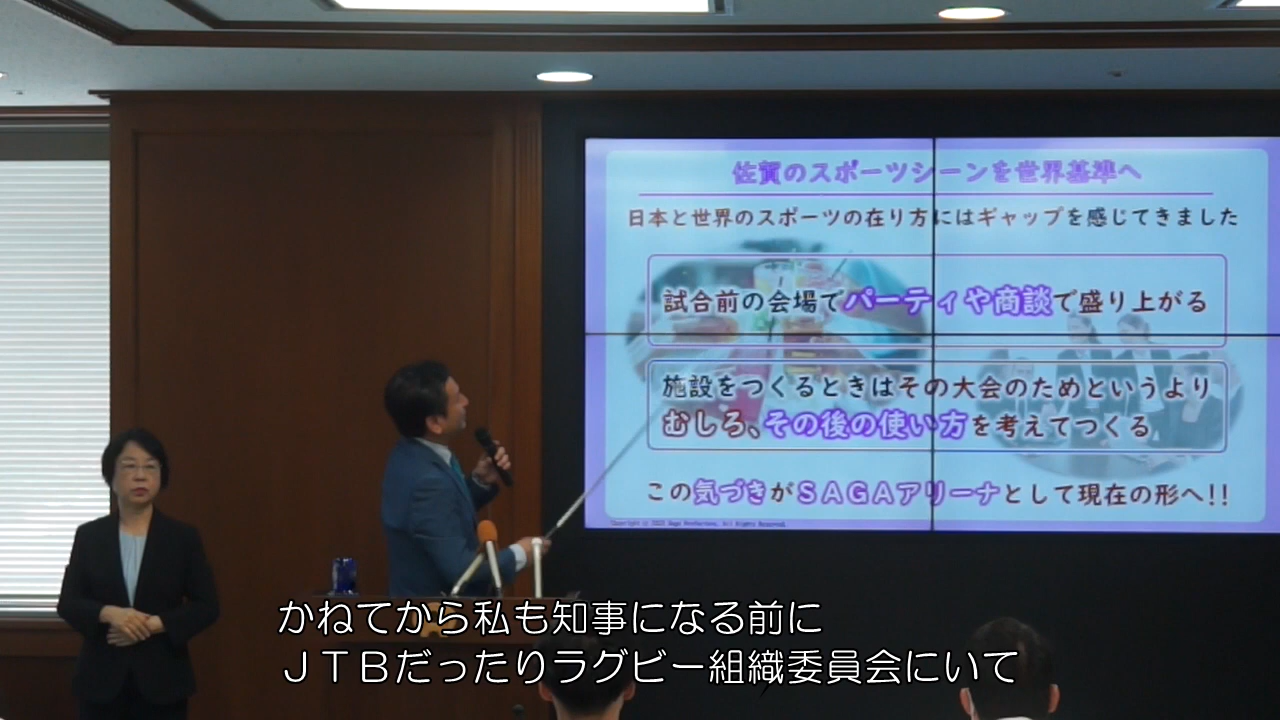 佐賀のスポーツシーンを世界基準へ
日本と世界のスポーツの在り方にはギャップを感じてきました
試合前の会場でパーティや商談で盛り上がる
施設をつくるときはその大会のためというより
むしろ、その後の使い方を考えてつくる
この気づきがSAGAアリーナとして現在の形へ!!
Copyright © Saga Prefecture. All Rights Reserved.
かねてから私も知事になる前に
ＪＴＢだったりラグビー組織委員会にいて